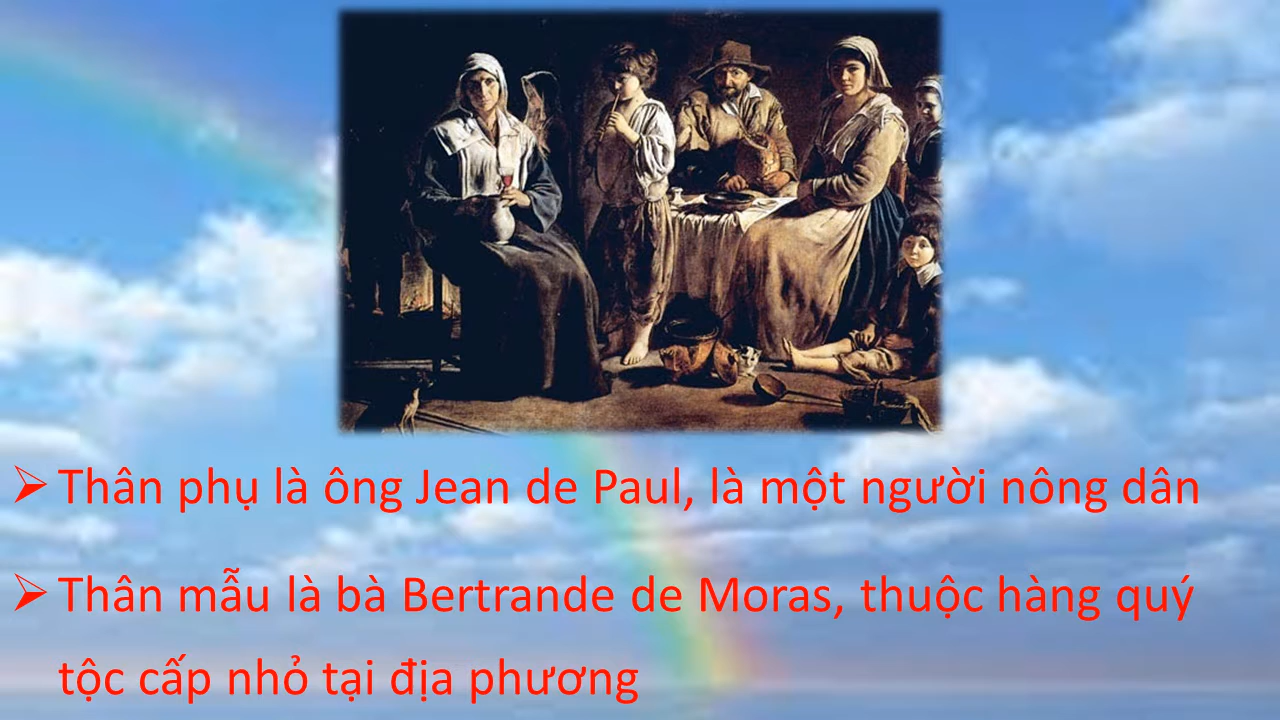 ➢ Thân phụ là ông Jean de Paul, là một người nông dân
➢ Thân mẫu là bà Bertrande de Moras, thuộc hàng quý
tộc cấp nhỏ tại địa phương